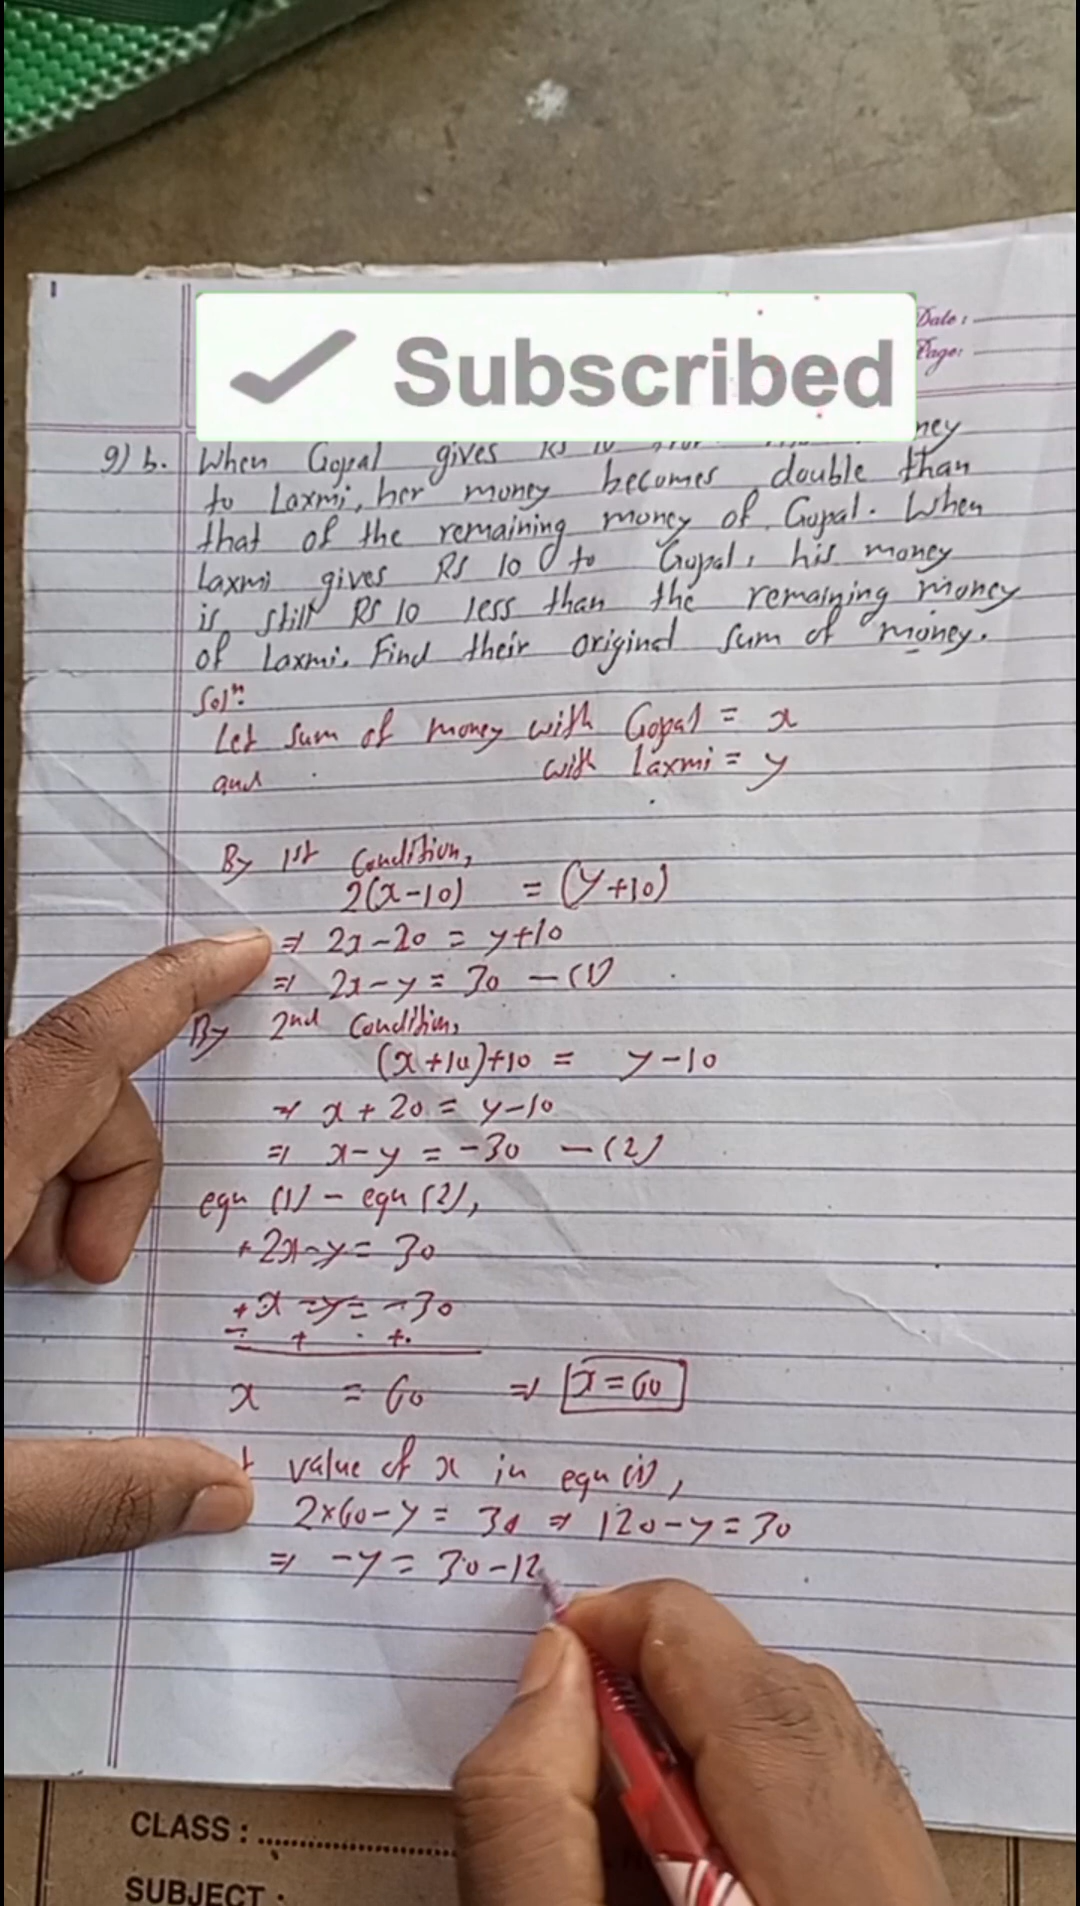 Subscribed
Date:
Page:
9) b. When Gopal gives Rs 10 from ney
to Laxmi, her money becomes double than
that of the remaining money of Gopal. When
Laxmi gives RS 10 to Gopal, his money
is still RS 10 less than the remaining money
of Laxmi. Find their original sum of money.
Solⁿ:
Let sum of money with Gopal = x
and with Laxmi = y
By 1st Condition,
2(x-10) = (y+10)
⇒ 2x-20 = y+10
⇒ 2x-y = 30 -(1)
By 2nd Condition,
(x+10)+10 = y-10
⇒ x+20 = y-10
⇒ x-y = -30 -(2)
eqn (1) - eqn (2),
+2x-y = 30
+x-y = -30
- + +
x = 60 ⇒ x=60
value of x in eqn (i),
2×60-y = 30 ⇒ 120-y=30
⇒ -y = 30-12
CLASS :
SUBJECT :